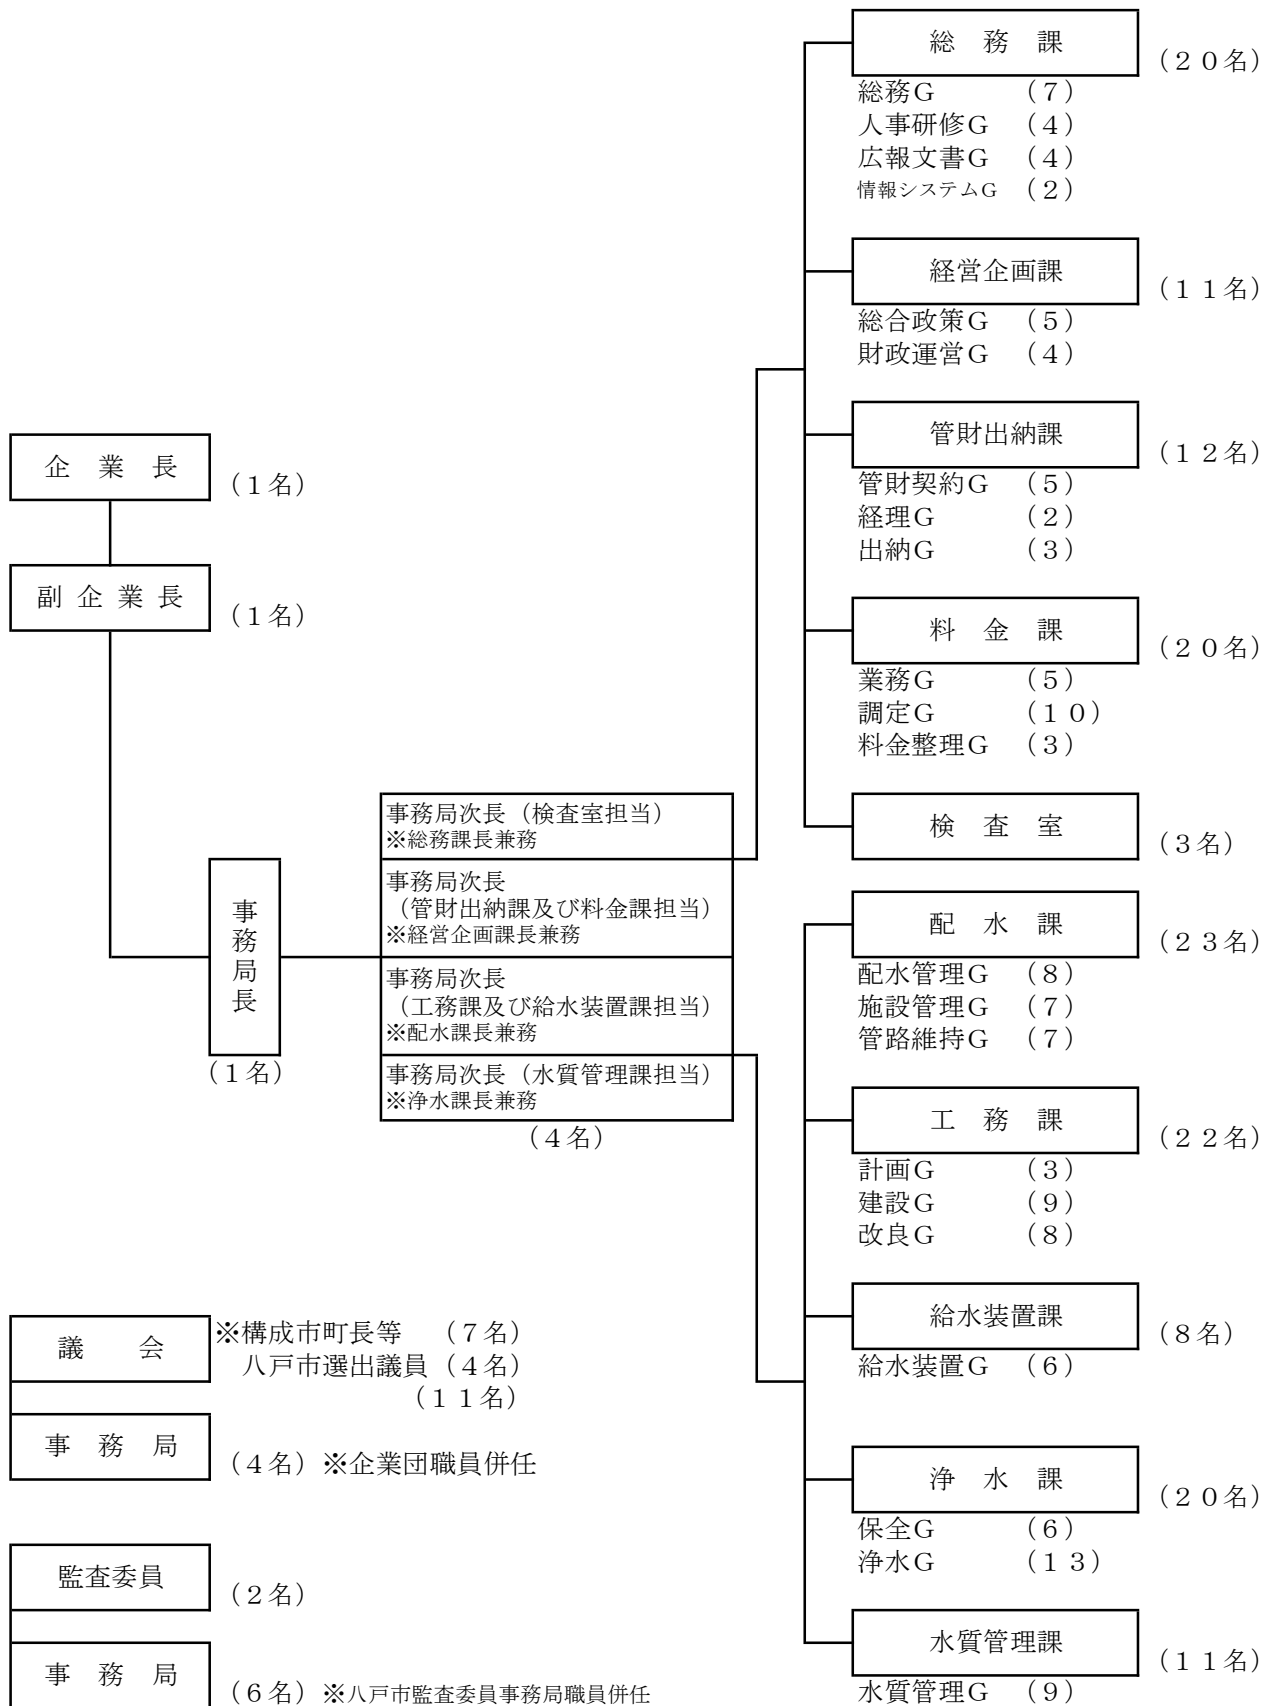 総　務　課
（２０名）
総務Ｇ　　　（７）
人事研修Ｇ　（４）
広報文書Ｇ　（４）
情報システムＧ　（２）
経営企画課
（１１名）
総合政策Ｇ　（５）
財政運営Ｇ　（４）
管財出納課
（１２名）
管財契約Ｇ　（５）
経理Ｇ　　　（２）
出納Ｇ　　　（３）
料　金　課
（２０名）
業務Ｇ　　　（５）
調定Ｇ　　　（１０）
料金整理Ｇ　（３）
検　査　室
（３名）
企　業　長
（１名）
副 企 業 長
（１名）
事務局長
（１名）
事務局次長（検査室担当）
※総務課長兼務
事務局次長
（管財出納課及び料金課担当）
※経営企画課長兼務
事務局次長
（工務課及び給水装置課担当）
※配水課長兼務
事務局次長（水質管理課担当）
※浄水課長兼務
（４名）
配　水　課
（２３名）
配水管理Ｇ　（８）
施設管理Ｇ　（７）
管路維持Ｇ　（７）
工　務　課
（２２名）
計画Ｇ　　　（３）
建設Ｇ　　　（９）
改良Ｇ　　　（８）
給水装置課
（８名）
給水装置Ｇ　（６）
浄　水　課
（２０名）
保全Ｇ　　　（６）
浄水Ｇ　　　（１３）
水質管理課
（１１名）
水質管理Ｇ　（９）
議　　会
※構成市町長等　（７名）
八戸市選出議員（４名）
（１１名）
事　務　局
（４名）※企業団職員併任
監査委員
（２名）
事　務　局
（６名）※八戸市監査委員事務局職員併任